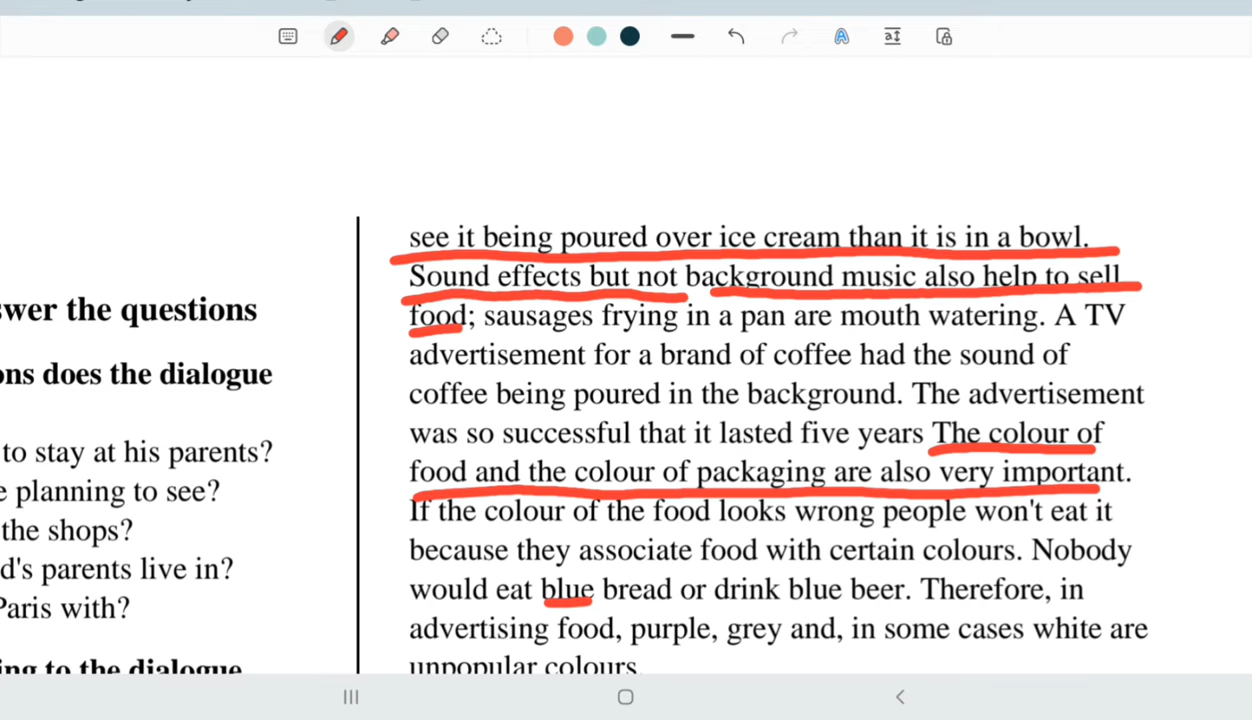 swer the questions
ons does the dialogue
to stay at his parents?
e planning to see?
the shops?
d's parents live in?
Paris with?
ing to the dialogue
see it being poured over ice cream than it is in a bowl.
Sound effects but not background music also help to sell
food; sausages frying in a pan are mouth watering. A TV
advertisement for a brand of coffee had the sound of
coffee being poured in the background. The advertisement
was so successful that it lasted five years The colour of
food and the colour of packaging are also very important.
If the colour of the food looks wrong people won't eat it
because they associate food with certain colours. Nobody
would eat blue bread or drink blue beer. Therefore, in
advertising food, purple, grey and, in some cases white are
unpopular colours